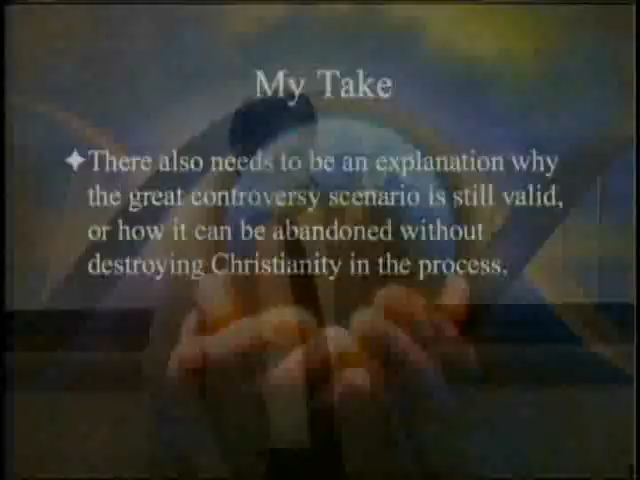 My Take
There also needs to be an explanation why
the great controversy scenario is still valid,
or how it can be abandoned without
destroying Christianity in the process.